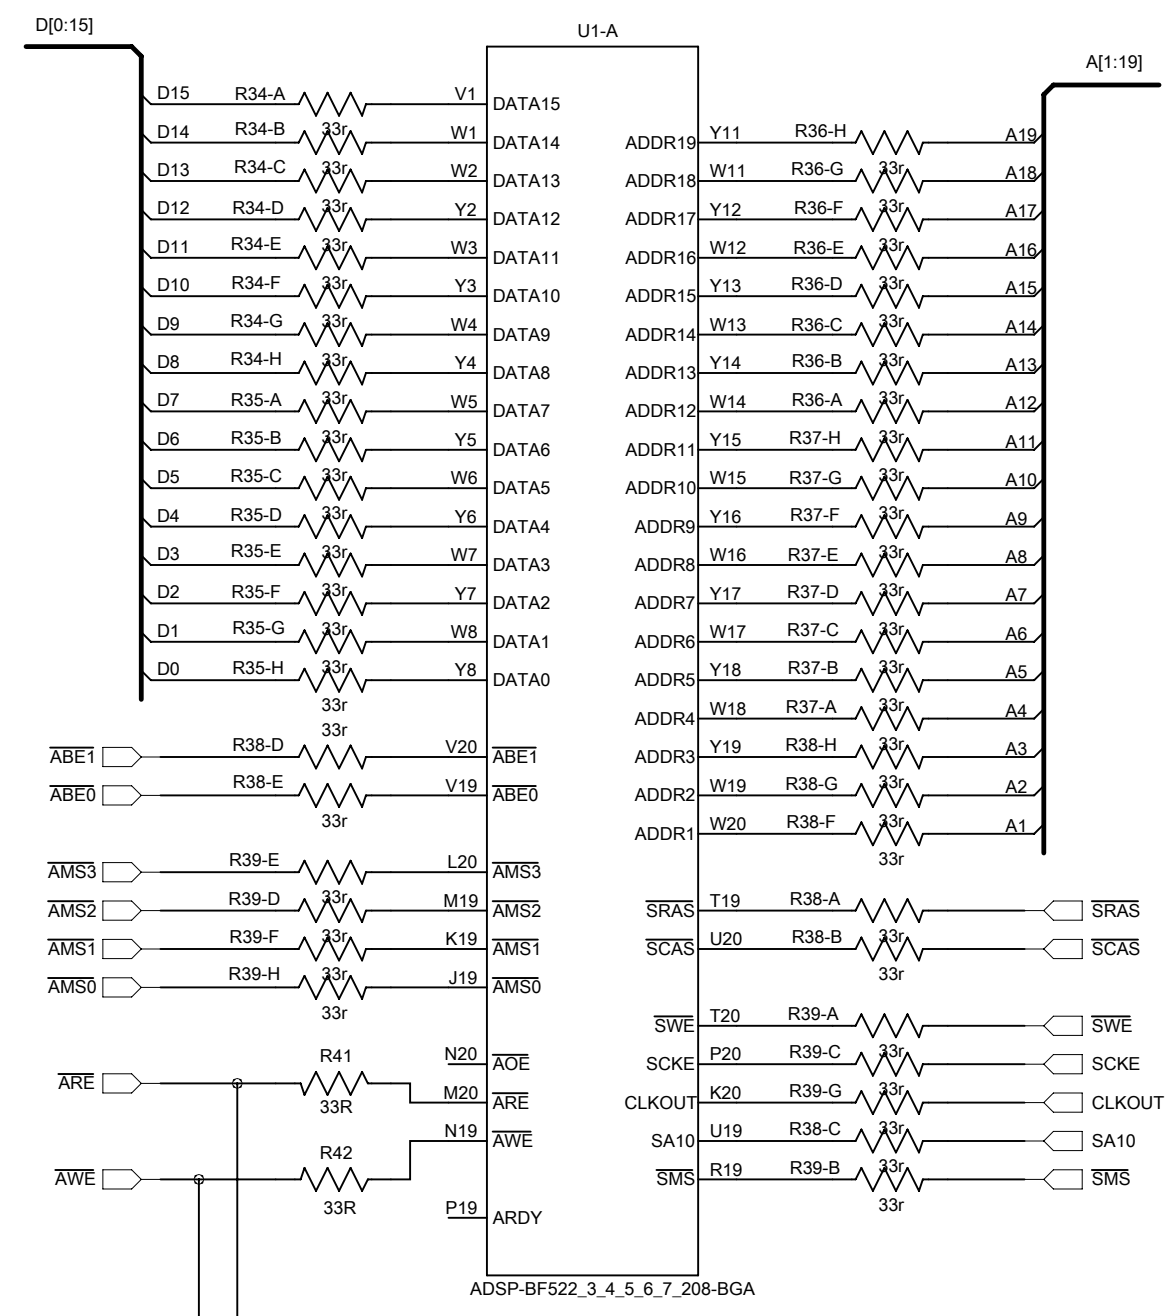 D[0:15]
U1-A
A[1:19]
D15 R34-A V1 DATA15
33r
D14 R34-B W1 DATA14
33r
D13 R34-C W2 DATA13
33r
D12 R34-D Y2 DATA12
33r
D11 R34-E W3 DATA11
33r
D10 R34-F Y3 DATA10
33r
D9 R34-G W4 DATA9
33r
D8 R34-H Y4 DATA8
33r
D7 R35-A W5 DATA7
33r
D6 R35-B Y5 DATA6
33r
D5 R35-C W6 DATA5
33r
D4 R35-D Y6 DATA4
33r
D3 R35-E W7 DATA3
33r
D2 R35-F Y7 DATA2
33r
D1 R35-G W8 DATA1
33r
D0 R35-H Y8 DATA0
33r
33r
ABE1 R38-D V20 ABE1
ABE0 R38-E V19 ABE0
33r
AMS3 R39-E L20 AMS3
33r
AMS2 R39-D M19 AMS2
33r
AMS1 R39-F K19 AMS1
33r
AMS0 R39-H J19 AMS0
33r
N20 AOE
ARE R41 M20 ARE
33R
AWE R42 N19 AWE
33R
P19 ARDY
ADDR19 Y11 R36-H A19
33r
ADDR18 W11 R36-G A18
33r
ADDR17 Y12 R36-F A17
33r
ADDR16 W12 R36-E A16
33r
ADDR15 Y13 R36-D A15
33r
ADDR14 W13 R36-C A14
33r
ADDR13 Y14 R36-B A13
33r
ADDR12 W14 R36-A A12
33r
ADDR11 Y15 R37-H A11
33r
ADDR10 W15 R37-G A10
33r
ADDR9 Y16 R37-F A9
33r
ADDR8 W16 R37-E A8
33r
ADDR7 Y17 R37-D A7
33r
ADDR6 W17 R37-C A6
33r
ADDR5 Y18 R37-B A5
33r
ADDR4 W18 R37-A A4
33r
ADDR3 Y19 R38-H A3
33r
ADDR2 W19 R38-G A2
33r
ADDR1 W20 R38-F A1
33r
SRAS T19 R38-A SRAS
33r
SCAS U20 R38-B SCAS
33r
SWE T20 R39-A SWE
33r
SCKE P20 R39-C SCKE
33r
CLKOUT K20 R39-G CLKOUT
33r
SA10 U19 R38-C SA10
33r
SMS R19 R39-B SMS
33r
ADSP-BF522_3_4_5_6_7_208-BGA